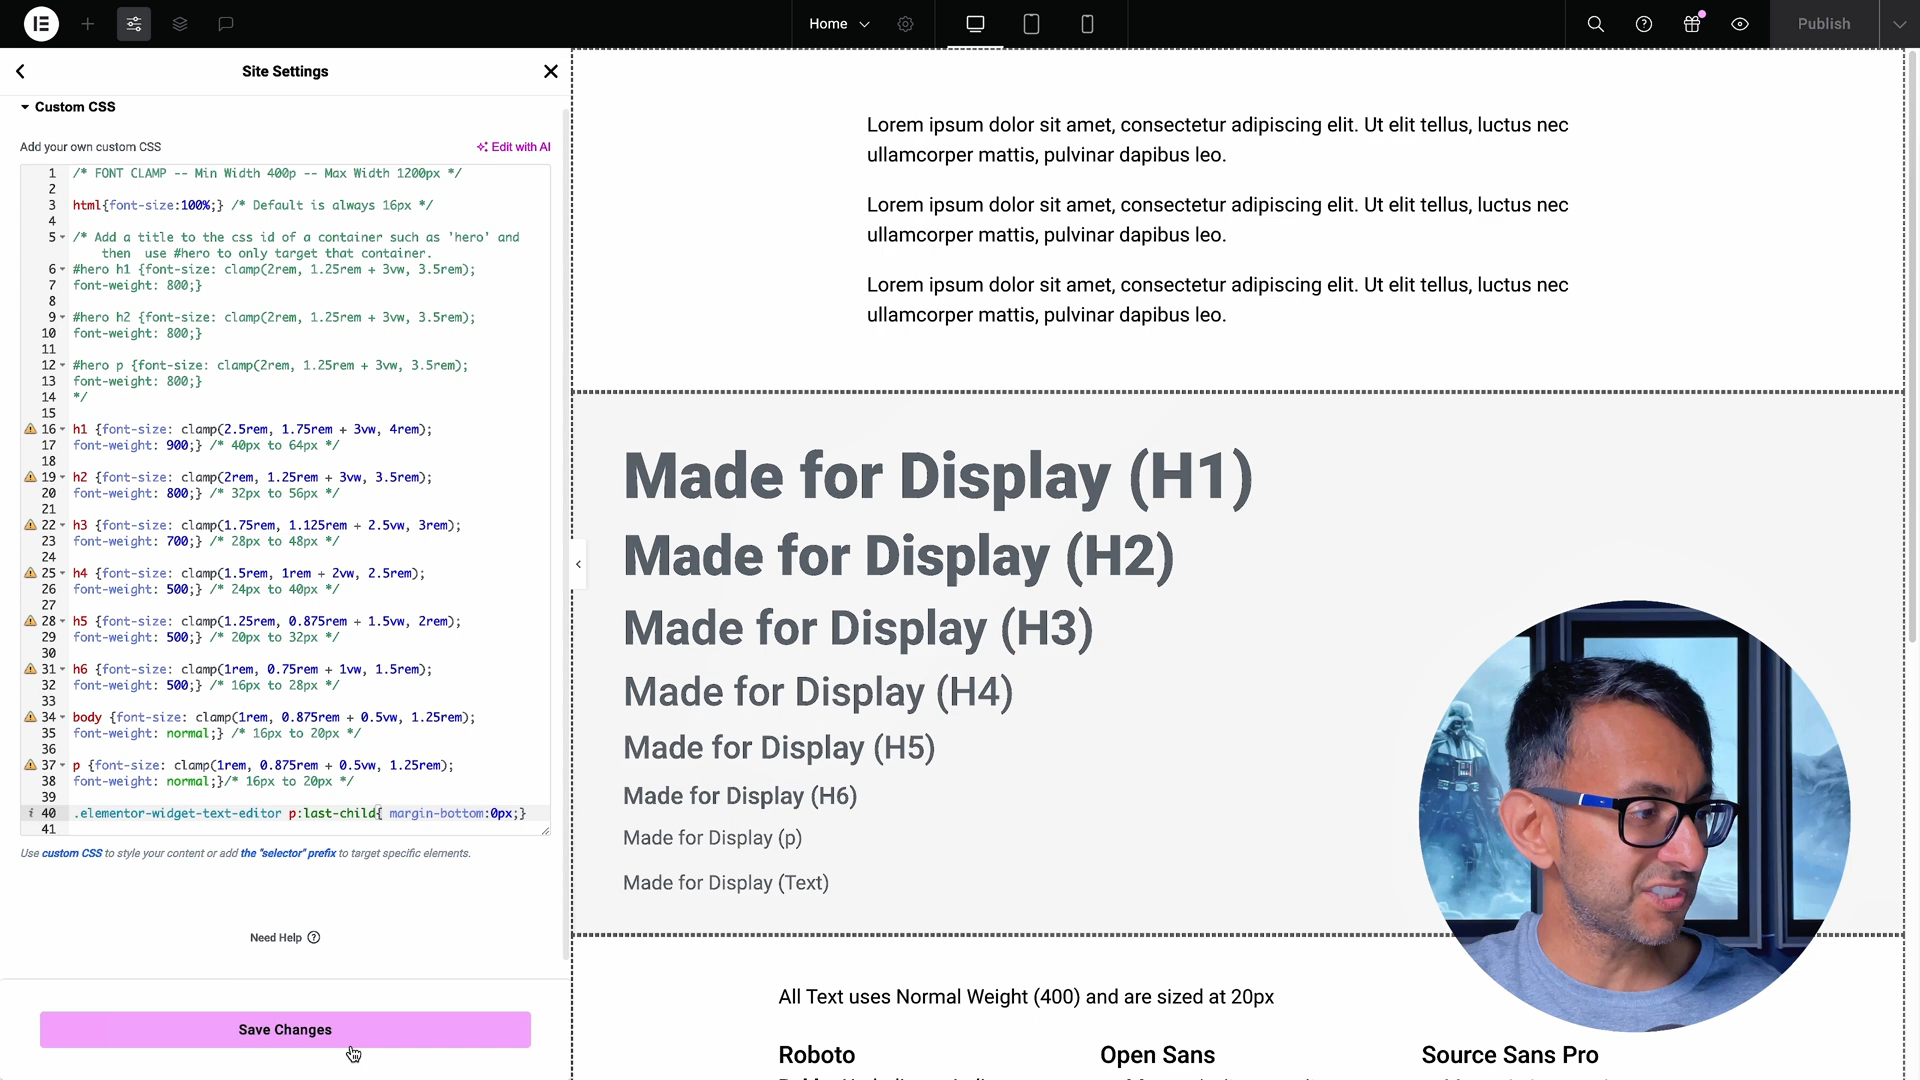 Home
Publish
Site Settings
Custom CSS
Add your own custom CSS
Edit with AI
1 /* FONT CLAMP -- Min Width 400p -- Max Width 1200px */
2
3 html{font-size:100%;} /* Default is always 16px */
4
5 /* Add a title to the css id of a container such as 'hero' and
then use #hero to only target that container.
6 #hero h1 {font-size: clamp(2rem, 1.25rem + 3vw, 3.5rem);
7 font-weight: 800;}
8
9 #hero h2 {font-size: clamp(2rem, 1.25rem + 3vw, 3.5rem);
10 font-weight: 800;}
11
12 #hero p {font-size: clamp(2rem, 1.25rem + 3vw, 3.5rem);
13 font-weight: 800;}
14 */
15
16 h1 {font-size: clamp(2.5rem, 1.75rem + 3vw, 4rem);
17 font-weight: 900;} /* 40px to 64px */
18
19 h2 {font-size: clamp(2rem, 1.25rem + 3vw, 3.5rem);
20 font-weight: 800;} /* 32px to 56px */
21
22 h3 {font-size: clamp(1.75rem, 1.125rem + 2.5vw, 3rem);
23 font-weight: 700;} /* 28px to 48px */
24
25 h4 {font-size: clamp(1.5rem, 1rem + 2vw, 2.5rem);
26 font-weight: 500;} /* 24px to 40px */
27
28 h5 {font-size: clamp(1.25rem, 0.875rem + 1.5vw, 2rem);
29 font-weight: 500;} /* 20px to 32px */
30
31 h6 {font-size: clamp(1rem, 0.75rem + 1vw, 1.5rem);
32 font-weight: 500;} /* 16px to 28px */
33
34 body {font-size: clamp(1rem, 0.875rem + 0.5vw, 1.25rem);
35 font-weight: normal;} /* 16px to 20px */
36
37 p {font-size: clamp(1rem, 0.875rem + 0.5vw, 1.25rem);
38 font-weight: normal;}/* 16px to 20px */
39
40 .elementor-widget-text-editor p:last-child{ margin-bottom:0px;}
41
Use custom CSS to style your content or add the "selector" prefix to target specific elements.
Need Help
Save Changes
Lorem ipsum dolor sit amet, consectetur adipiscing elit. Ut elit tellus, luctus nec
ullamcorper mattis, pulvinar dapibus leo.
Lorem ipsum dolor sit amet, consectetur adipiscing elit. Ut elit tellus, luctus nec
ullamcorper mattis, pulvinar dapibus leo.
Lorem ipsum dolor sit amet, consectetur adipiscing elit. Ut elit tellus, luctus nec
ullamcorper mattis, pulvinar dapibus leo.
Made for Display (H1)
Made for Display (H2)
Made for Display (H3)
Made for Display (H4)
Made for Display (H5)
Made for Display (H6)
Made for Display (p)
Made for Display (Text)
All Text uses Normal Weight (400) and are sized at 20px
Roboto
Open Sans
Source Sans Pro